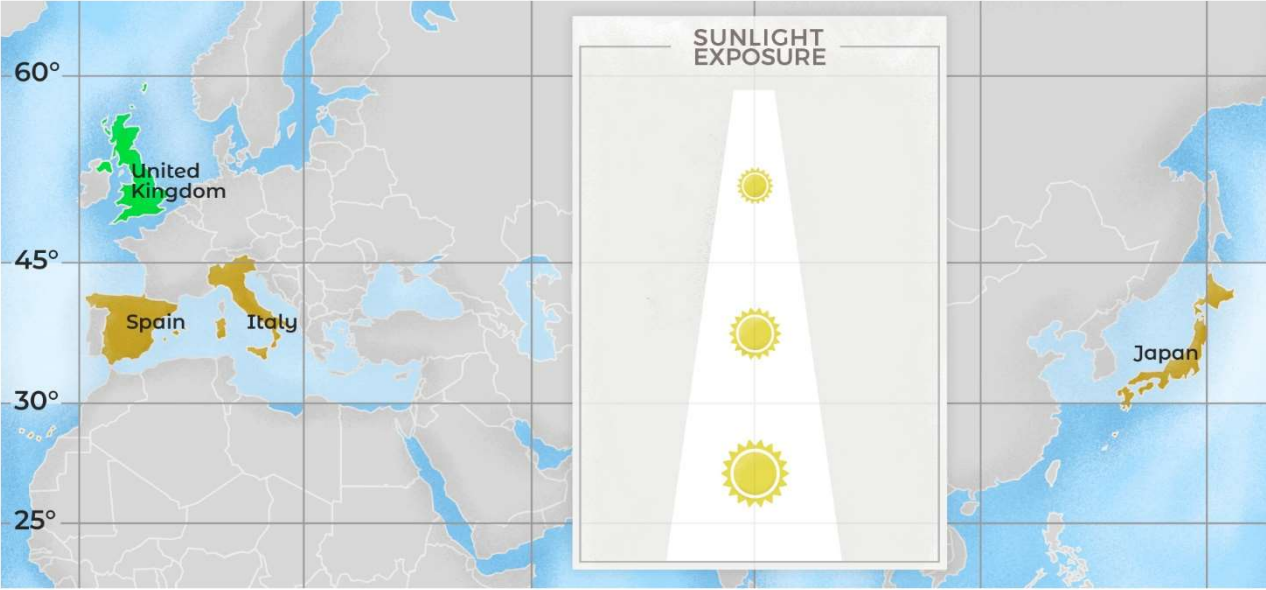 SUNLIGHT
EXPOSURE
60°
United
Kingdom
45°
Spain
Italy
Japan
30°
25°